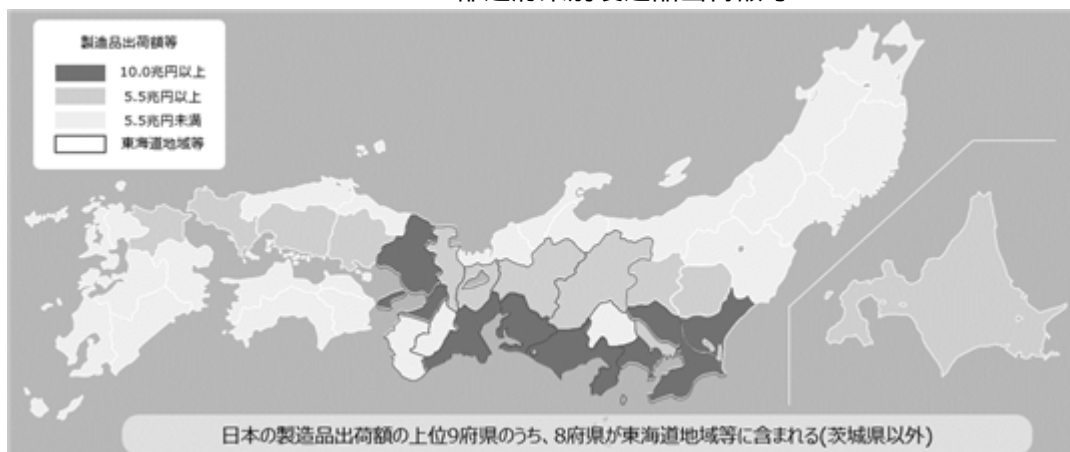 製造品出荷額等
10.0兆円以上
5.5兆円以上
5.5兆円未満
東海道地域等
日本の製造品出荷額の上位9府県のうち、8府県が東海道地域等に含まれる(茨城県以外)